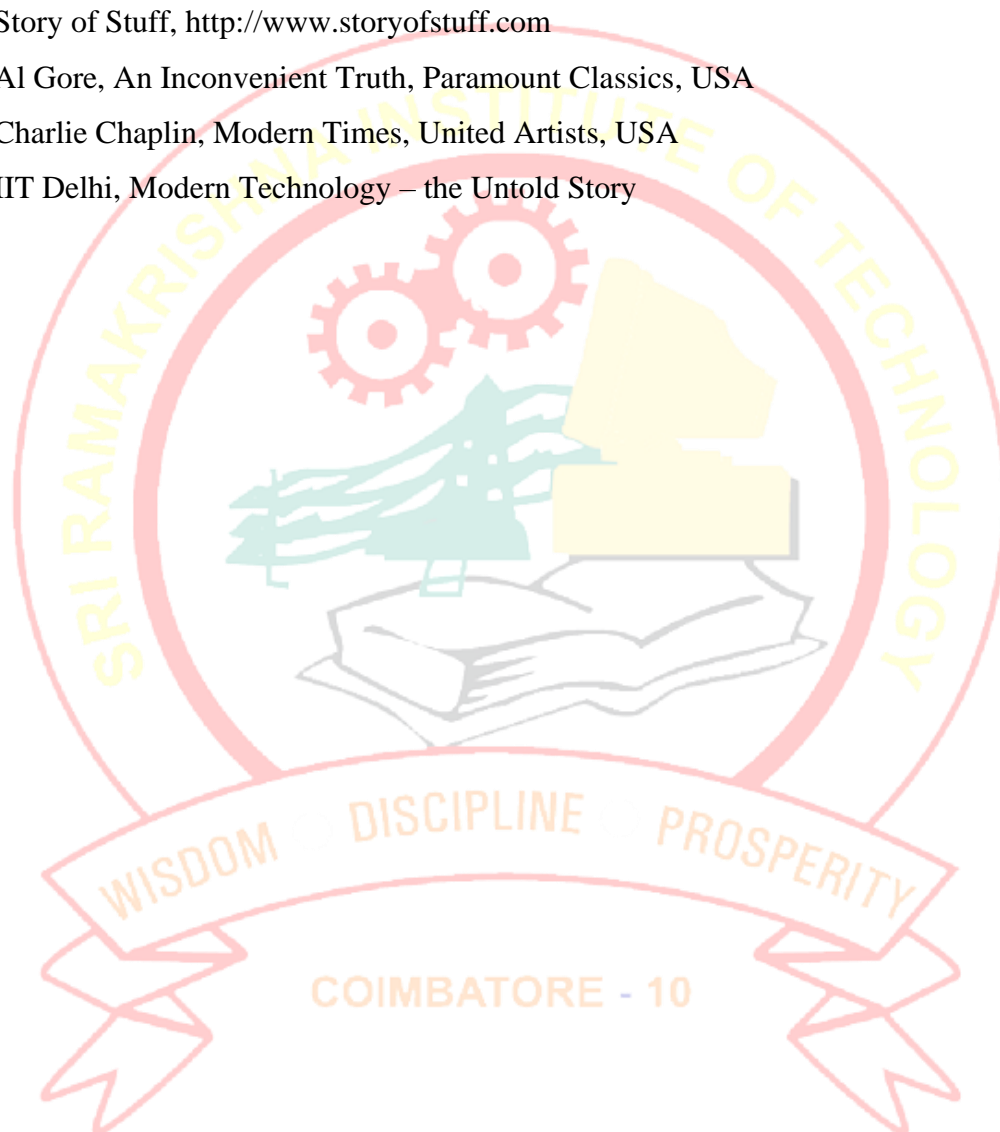 Story of Stuff, http://www.storyofstuff.com
Al Gore, An Inconvenient Truth, Paramount Classics, USA
Charlie Chaplin, Modern Times, United Artists, USA
IIT Delhi, Modern Technology – the Untold Story
SRI RAMAKRISHNA INSTITUTE OF TECHNOLOGY
WISDOM DISCIPLINE PROSPERITY
COIMBATORE - 10